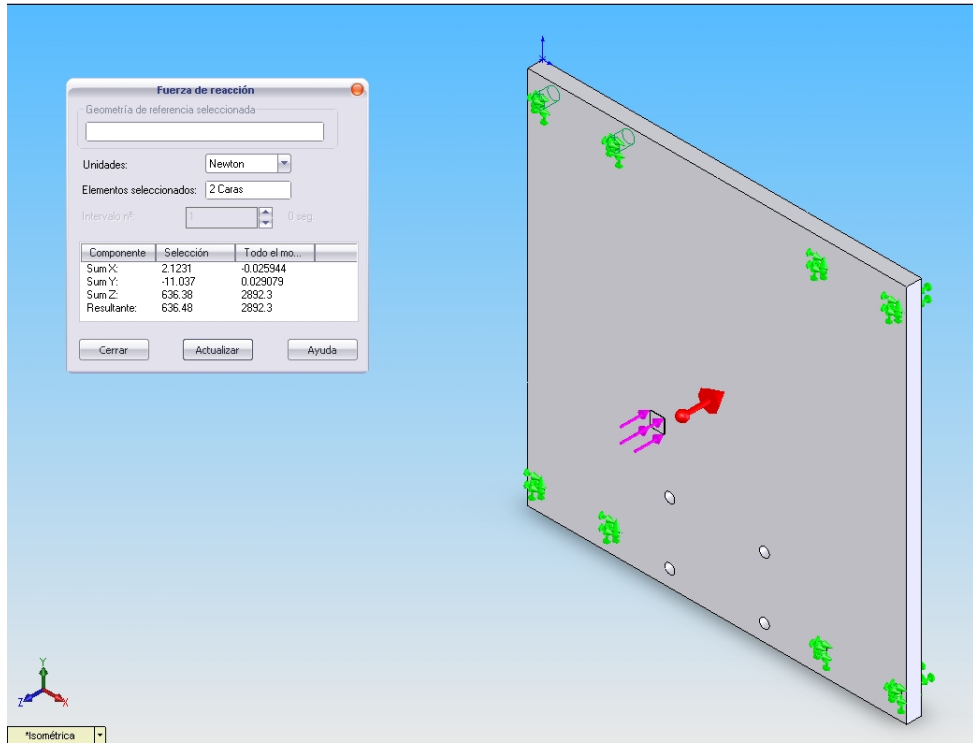 Fuerza de reacción
Geometría de referencia seleccionada
Unidades: Newton
Elementos seleccionados: 2 Caras
Intervalo nº. 1 0 seg.
Componente Selección Todo el mo...
Sum X: 2.1231 -0.025944
Sum Y: -11.037 0.029079
Sum Z: 636.38 2892.3
Resultante: 636.48 2892.3
Cerrar Actualizar Ayuda
Y
Z X
*Isométrica